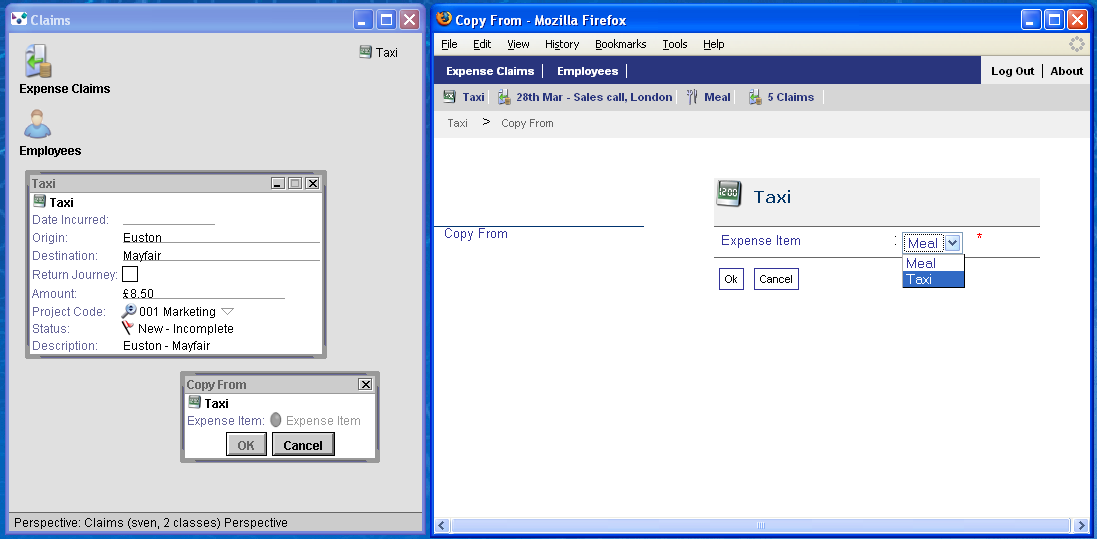 Claims
Taxi
Expense Claims
Employees
Taxi
Taxi
Date Incurred:
Origin: Euston
Destination: Mayfair
Return Journey:
Amount: £8.50
Project Code: 001 Marketing
Status: New - Incomplete
Description: Euston - Mayfair
Copy From
Taxi
Expense Item: Expense Item
OK Cancel
Perspective: Claims (sven, 2 classes) Perspective
Copy From - Mozilla Firefox
File Edit View History Bookmarks Tools Help
Expense Claims Employees Log Out About
Taxi 28th Mar - Sales call, London Meal 5 Claims
Taxi > Copy From
12:00 Taxi
Copy From
Expense Item : Meal *
Meal
Taxi
Ok Cancel